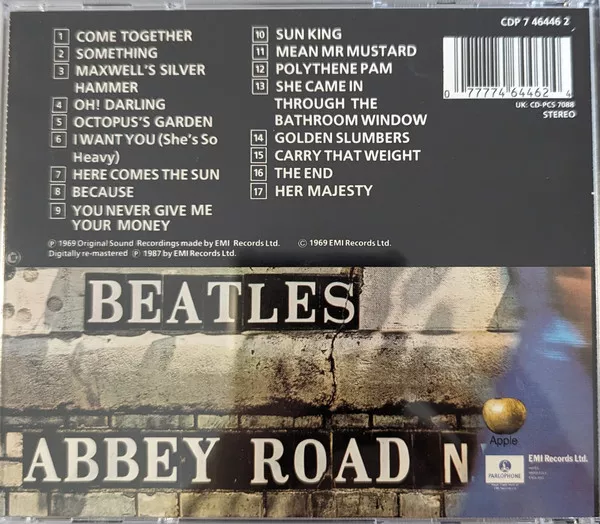 1 COME TOGETHER
2 SOMETHING
3 MAXWELL'S SILVER
HAMMER
4 OH! DARLING
5 OCTOPUS'S GARDEN
6 I WANT YOU (She's So
Heavy)
7 HERE COMES THE SUN
8 BECAUSE
9 YOU NEVER GIVE ME
YOUR MONEY
10 SUN KING
11 MEAN MR MUSTARD
12 POLYTHENE PAM
13 SHE CAME IN
THROUGH THE
BATHROOM WINDOW
14 GOLDEN SLUMBERS
15 CARRY THAT WEIGHT
16 THE END
17 HER MAJESTY
CDP 7 46446 2
0 77774 64462 4
UK: CD-PCS 7088
STEREO
Ⓟ 1969 Original Sound Recordings made by EMI Records Ltd. © 1969 EMI Records Ltd.
Digitally re-mastered Ⓟ 1987 by EMI Records Ltd.
BEATLES
ABBEY ROAD N
Apple
PARLOPHONE
EMI Records Ltd.